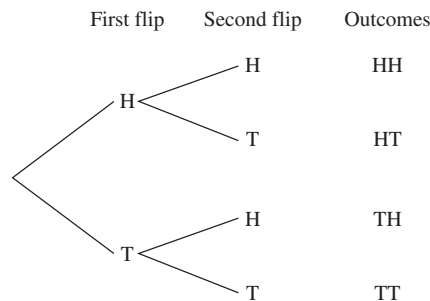 First flip Second flip Outcomes
H HH
H
T HT
H TH
T
T TT